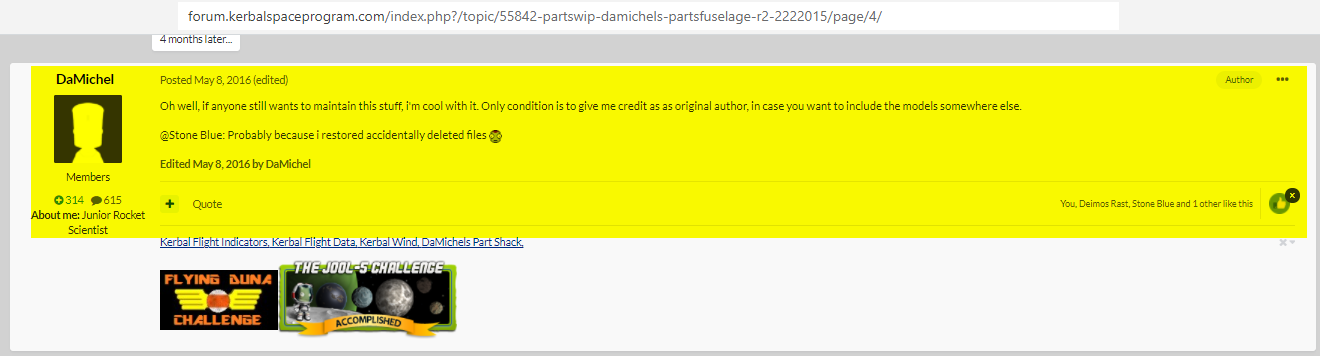 forum.kerbalspaceprogram.com/index.php?/topic/55842-partswip-damichels-partsfuselage-r2-2222015/page/4/
4 months later...
DaMichel
Posted May 8, 2016 (edited)
Author
Oh well, if anyone still wants to maintain this stuff, i'm cool with it. Only condition is to give me credit as as original author, in case you want to include the models somewhere else.
@Stone Blue: Probably because i restored accidentally deleted files
Edited May 8, 2016 by DaMichel
Members
314 615
About me: Junior Rocket
Scientist
Quote
You, Deimos Rast, Stone Blue and 1 other like this
Kerbal Flight Indicators, Kerbal Flight Data, Kerbal Wind, DaMichels Part Shack,
FLYING DUNA
CHALLENGE
THE JOOL-5 CHALLENGE
ACCOMPLISHED